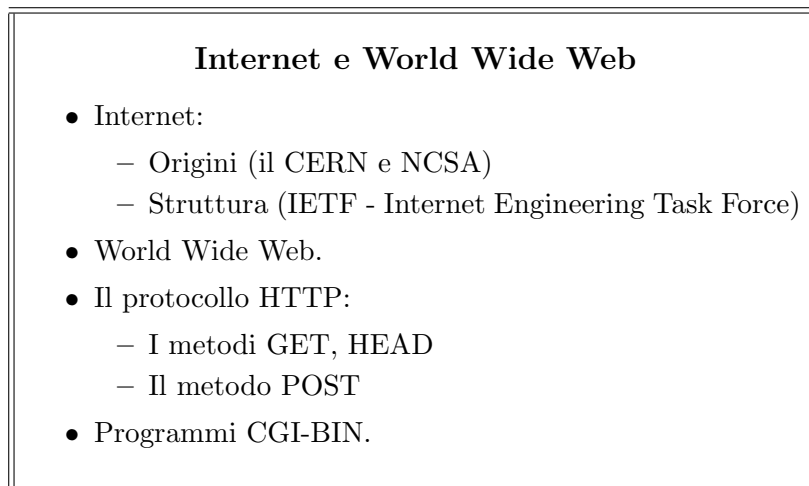 Internet e World Wide Web
• Internet:
– Origini (il CERN e NCSA)
– Struttura (IETF - Internet Engineering Task Force)
• World Wide Web.
• Il protocollo HTTP:
– I metodi GET, HEAD
– Il metodo POST
• Programmi CGI-BIN.